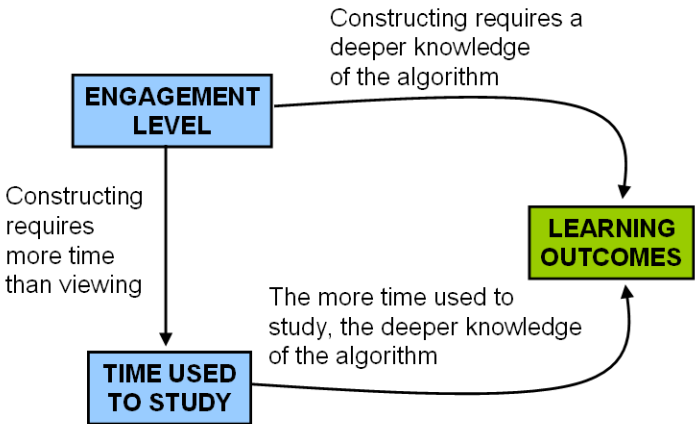 Constructing requires a
deeper knowledge
of the algorithm
ENGAGEMENT
LEVEL
Constructing
requires
more time
than viewing
LEARNING
OUTCOMES
The more time used to
study, the deeper knowledge
of the algorithm
TIME USED
TO STUDY